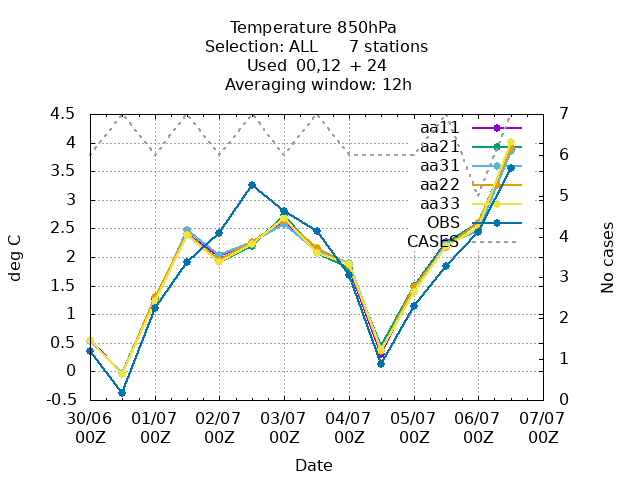 Temperature 850hPa
Selection: ALL 7 stations
Used 00,12 + 24
Averaging window: 12h
4.5
4
3.5
3
2.5
2
1.5
1
0.5
0
-0.5
deg C
7
6
5
4
3
2
1
0
No cases
aa11
aa21
aa31
aa22
aa33
OBS
CASES
30/06 01/07 02/07 03/07 04/07 05/07 06/07 07/07
00Z 00Z 00Z 00Z 00Z 00Z 00Z 00Z
Date